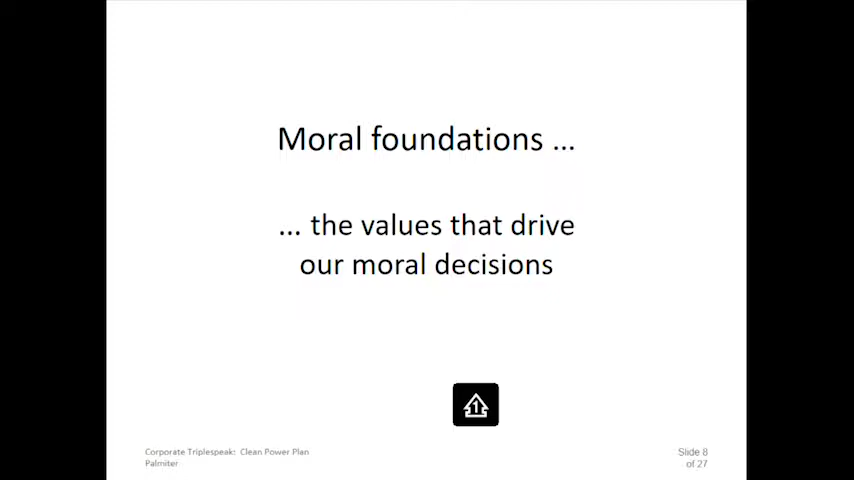 Moral foundations ...
... the values that drive
our moral decisions
1
Corporate Triplespeak: Clean Power Plan
Palmiter
Slide 8
of 27